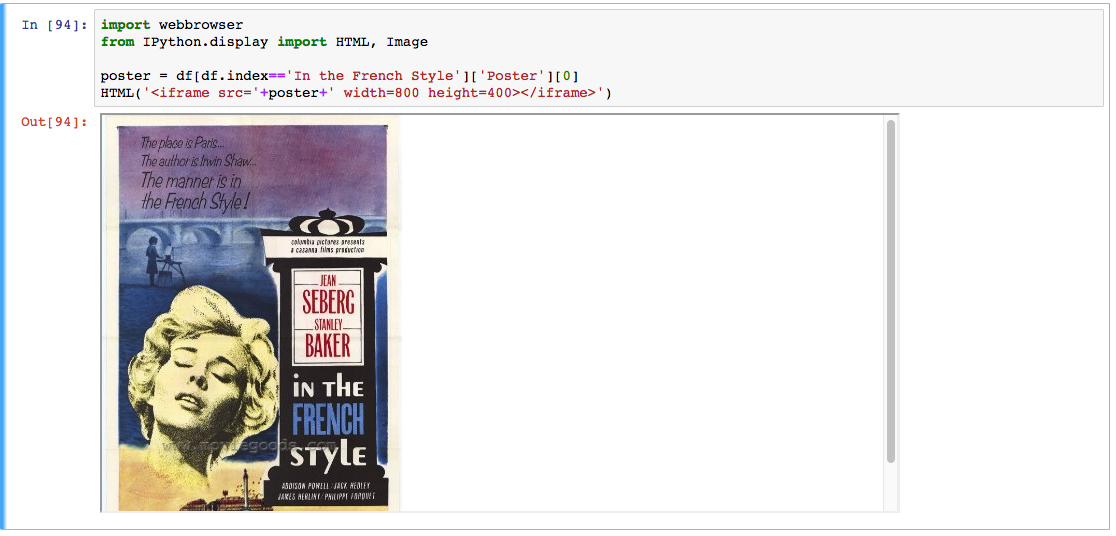 In [94]:
import webbrowser
from IPython.display import HTML, Image
poster = df[df.index=='In the French Style']['Poster'][0]
HTML('<iframe src='+poster+' width=800 height=400></iframe>')
Out[94]:
The place is Paris...
The author is Irwin Shaw...
The manner is in
the French Style!
columbia pictures presents
a casanna films production
JEAN
SEBERG
STANLEY
BAKER
in the
FRENCH
style
www.moviegoods.com
ADDISON POWELL / JACK HEDLEY
JAMES HERLIHY / PHILIPPE FORQUET